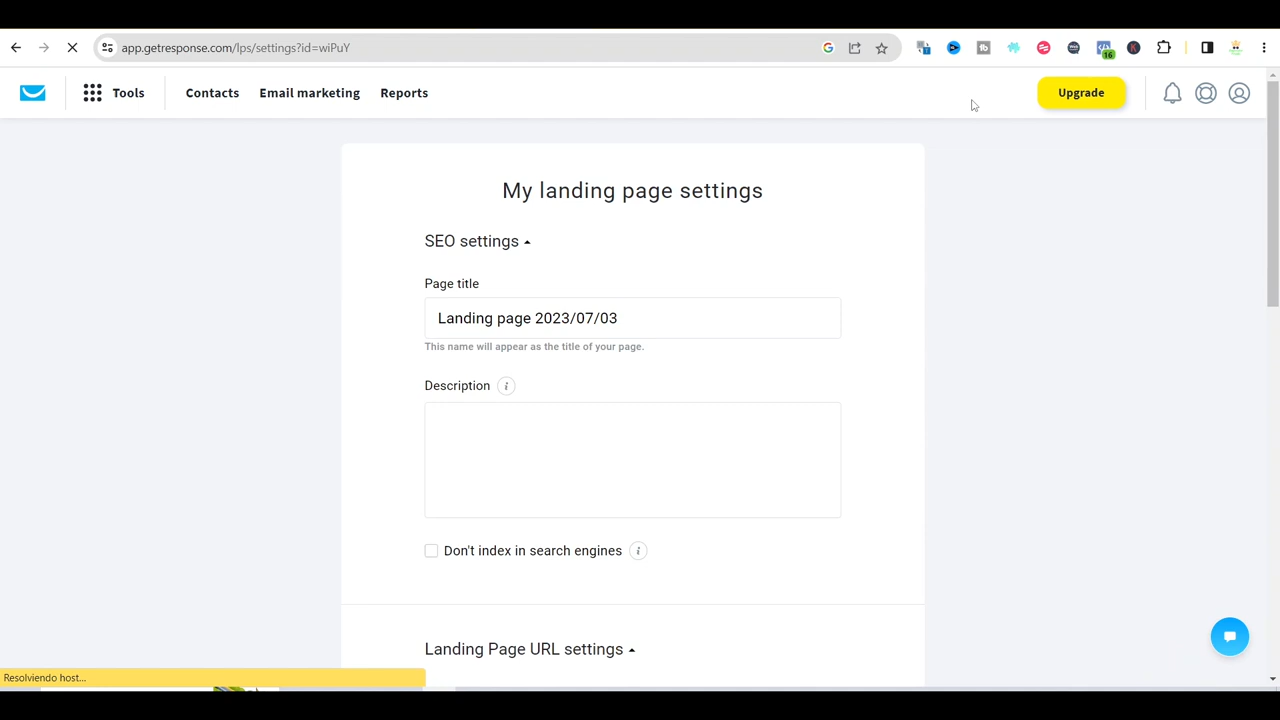 app.getresponse.com/lps/settings?id=wiPuY
16
Tools
Contacts
Email marketing
Reports
Upgrade
My landing page settings
SEO settings
Page title
Landing page 2023/07/03
This name will appear as the title of your page.
Description
Don't index in search engines
Landing Page URL settings
Resolviendo host...